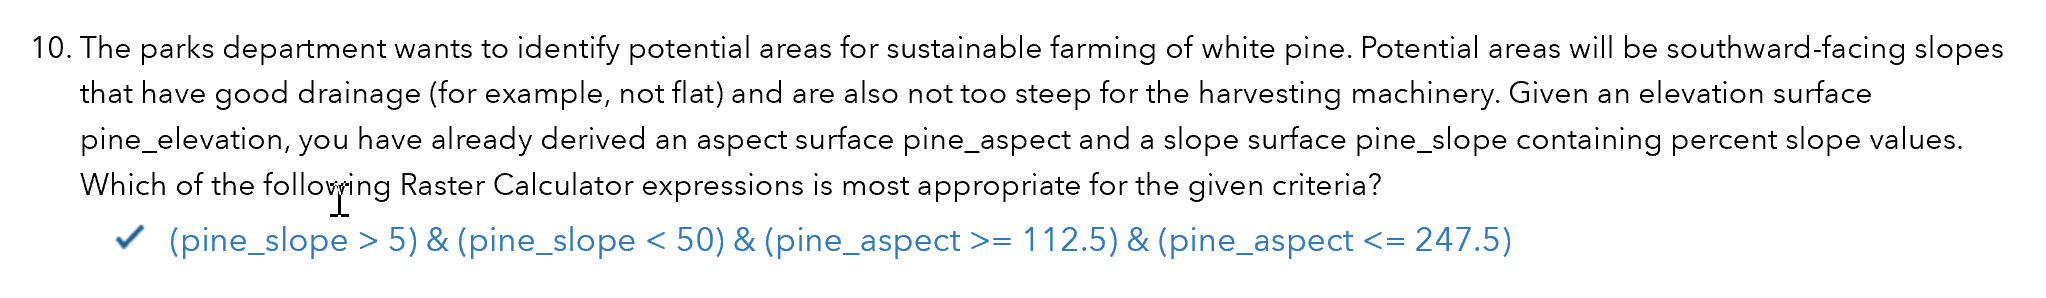 10. The parks department wants to identify potential areas for sustainable farming of white pine. Potential areas will be southward-facing slopes
that have good drainage (for example, not flat) and are also not too steep for the harvesting machinery. Given an elevation surface
pine_elevation, you have already derived an aspect surface pine_aspect and a slope surface pine_slope containing percent slope values.
Which of the following Raster Calculator expressions is most appropriate for the given criteria?
✓ (pine_slope > 5) & (pine_slope < 50) & (pine_aspect >= 112.5) & (pine_aspect <= 247.5)